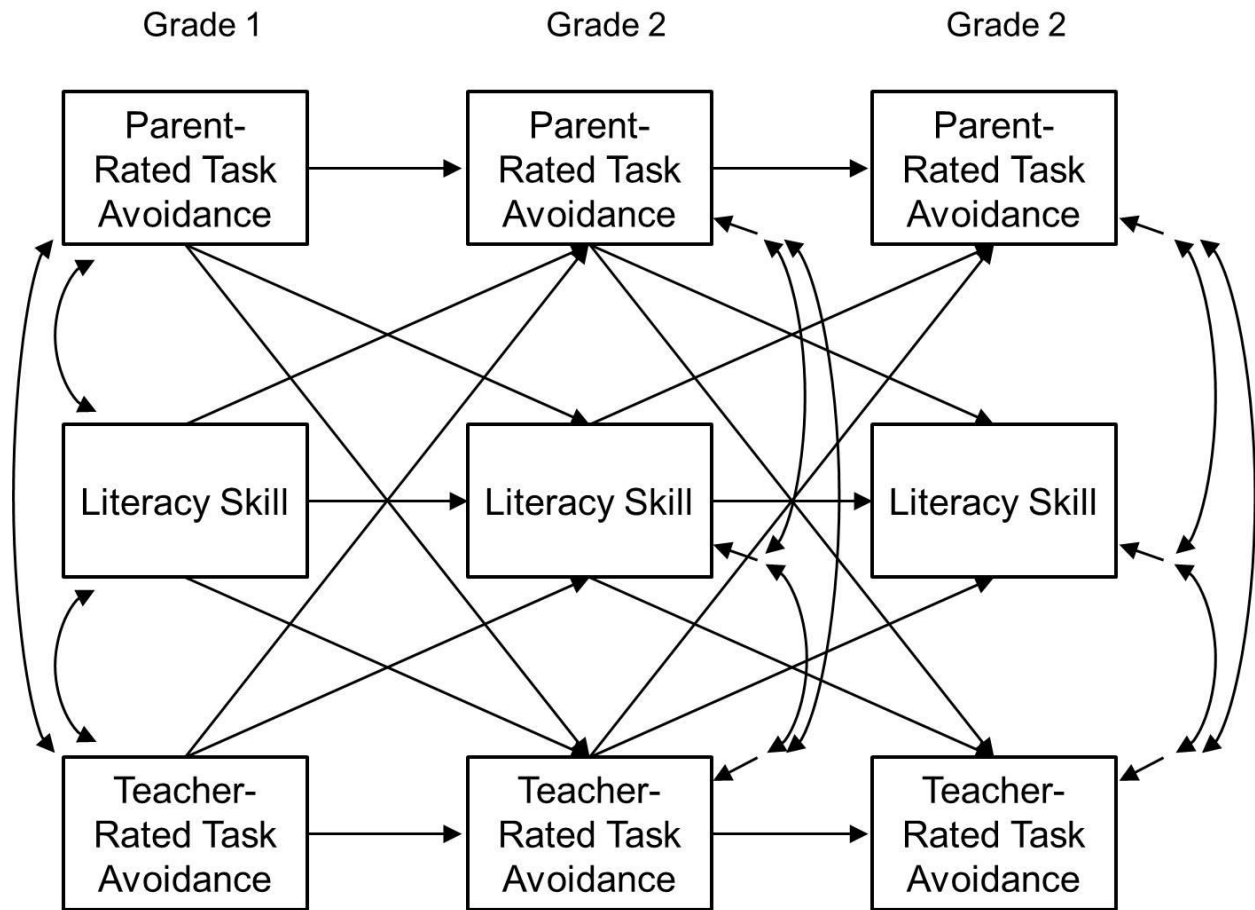 Grade 1
Grade 2
Grade 2
Parent-
Rated Task
Avoidance
Parent-
Rated Task
Avoidance
Parent-
Rated Task
Avoidance
Literacy Skill
Literacy Skill
Literacy Skill
Teacher-
Rated Task
Avoidance
Teacher-
Rated Task
Avoidance
Teacher-
Rated Task
Avoidance